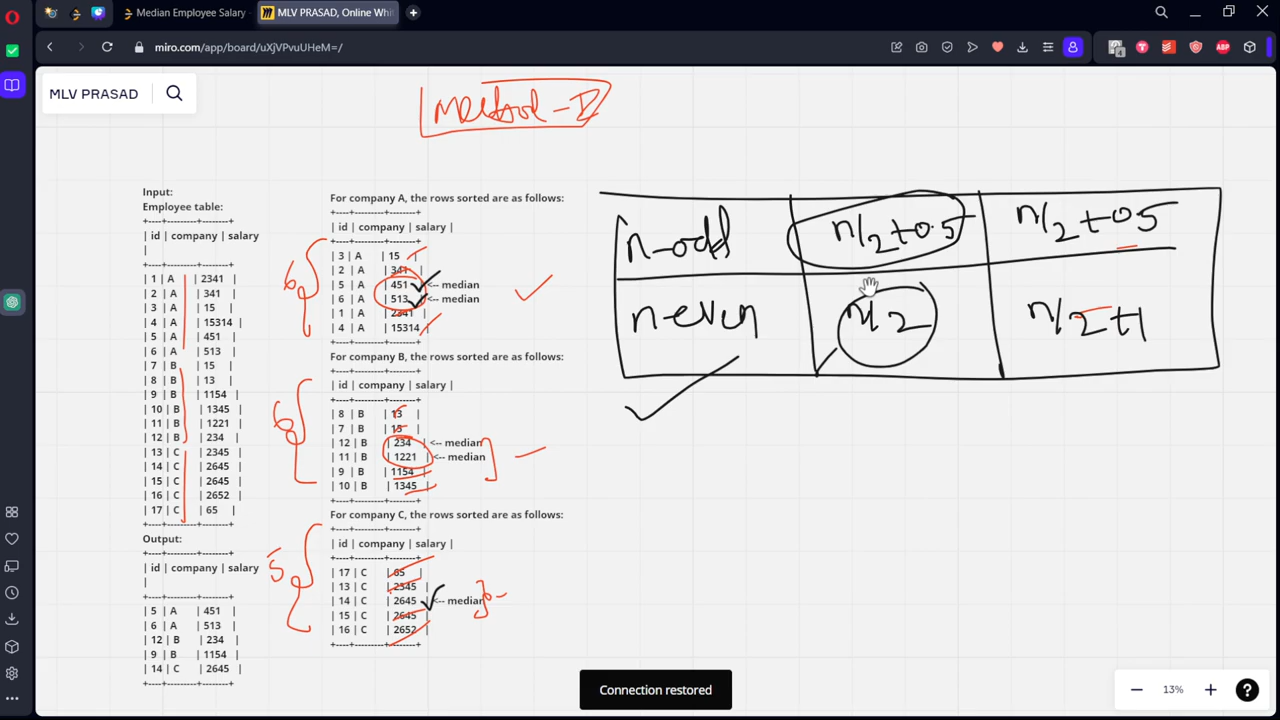 Median Employee Salary
MLV PRASAD, Online Whit
miro.com/app/board/uXjVPvuUHeM=/
ABP
MLV PRASAD
Method - I
Input:
Employee table:
+----+---------+--------+
| id | company | salary
|
+----+---------+--------+
| 1 | A | 2341 |
| 2 | A | 341 |
| 3 | A | 15 |
| 4 | A | 15314 |
| 5 | A | 451 |
| 6 | A | 513 |
| 7 | B | 15 |
| 8 | B | 13 |
| 9 | B | 1154 |
| 10 | B | 1345 |
| 11 | B | 1221 |
| 12 | B | 234 |
| 13 | C | 2345 |
| 14 | C | 2645 |
| 15 | C | 2645 |
| 16 | C | 2652 |
| 17 | C | 65 |
+----+---------+--------+
Output:
+----+---------+--------+
| id | company | salary
|
+----+---------+--------+
| 5 | A | 451 |
| 6 | A | 513 |
| 12 | B | 234 |
| 9 | B | 1154 |
| 14 | C | 2645 |
+----+---------+--------+
For company A, the rows sorted are as follows:
+----+---------+--------+
| id | company | salary |
+----+---------+--------+
| 3 | A | 15 |
| 2 | A | 341 |
| 5 | A | 451 | <-- median
| 6 | A | 513 | <-- median
| 1 | A | 2341 |
| 4 | A | 15314 |
+----+---------+--------+
6
For company B, the rows sorted are as follows:
+----+---------+--------+
| id | company | salary |
+----+---------+--------+
| 8 | B | 13 |
| 7 | B | 15 |
| 12 | B | 234 | <-- median
| 11 | B | 1221 | <-- median
| 9 | B | 1154 |
| 10 | B | 1345 |
+----+---------+--------+
6
For company C, the rows sorted are as follows:
+----+---------+--------+
| id | company | salary |
+----+---------+--------+
| 17 | C | 65 |
| 13 | C | 2345 |
| 14 | C | 2645 | <-- median
| 15 | C | 2645 |
| 16 | C | 2652 |
+----+---------+--------+
5
n-odd n/2+0.5 n/2+0.5
n-even n/2 n/2+1
Connection restored
13%